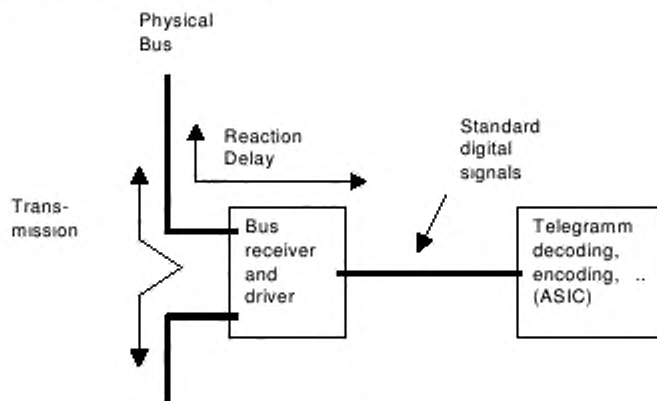 Physical
Bus
Reaction
Delay
Standard
digital
signals
Trans-
mission
Bus
receiver
and
driver
Telegramm
decoding,
encoding, ..
(ASIC)